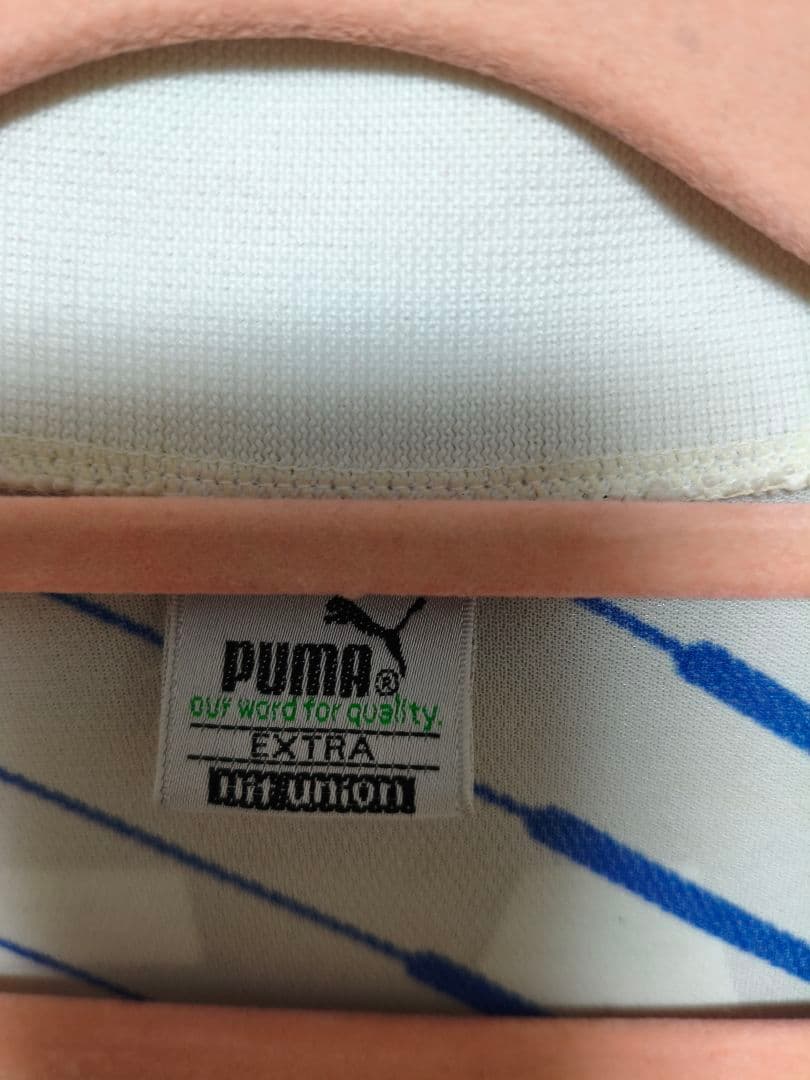 PUMA®
our word for quality.
EXTRA
Hit union